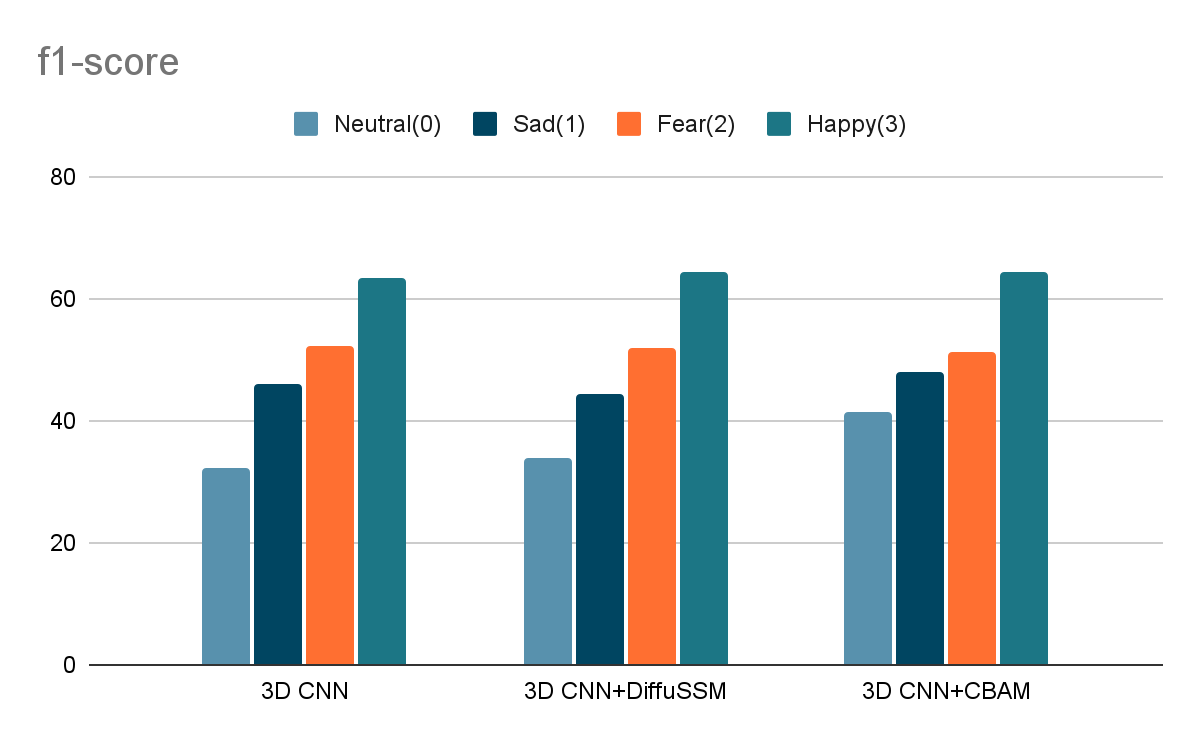 f1-score
Neutral(0) Sad(1) Fear(2) Happy(3)
80
60
40
20
0
3D CNN 3D CNN+DiffuSSM 3D CNN+CBAM